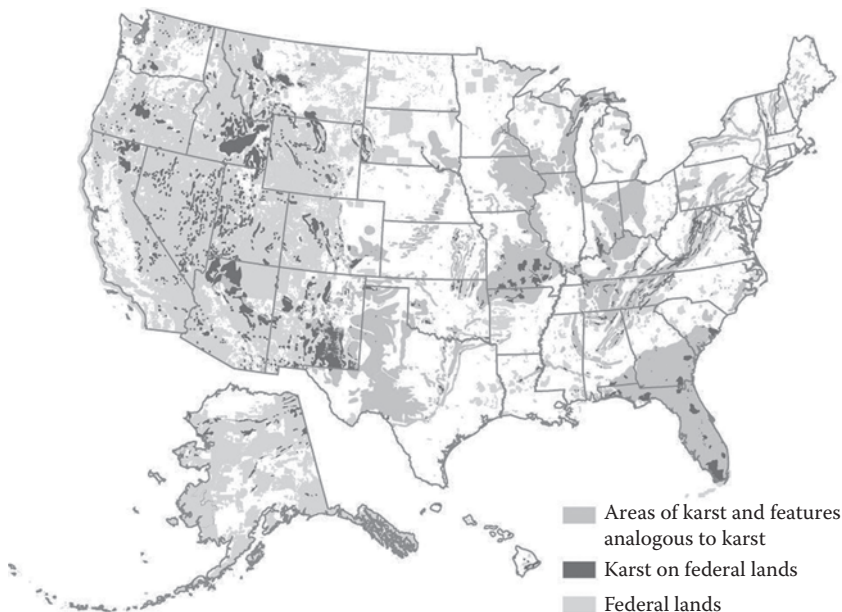 Areas of karst and features
analogous to karst
Karst on federal lands
Federal lands